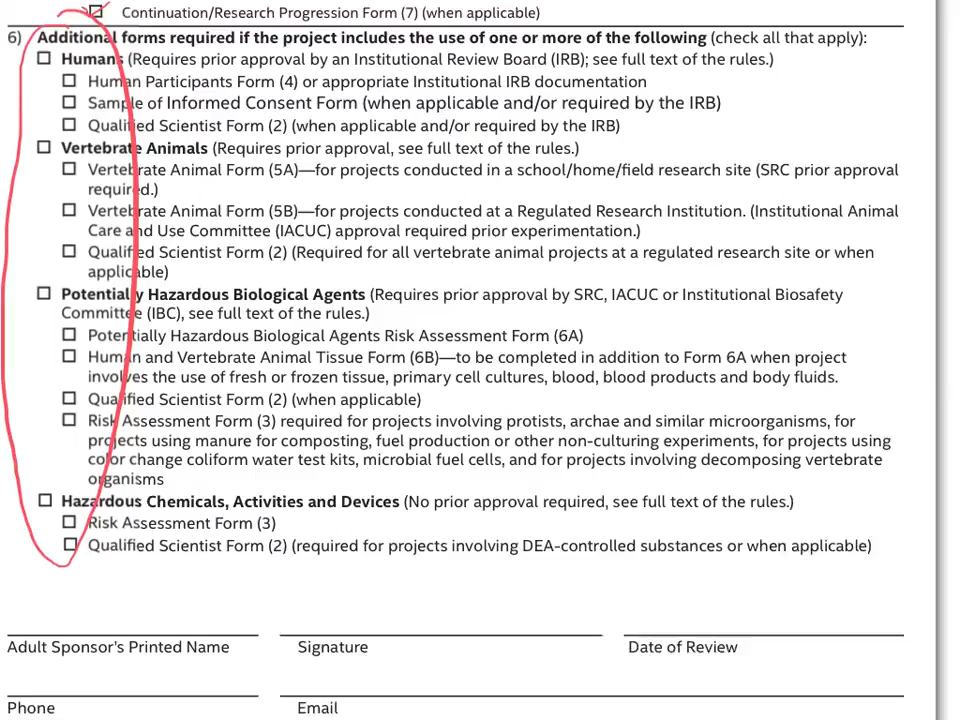 Continuation/Research Progression Form (7) (when applicable)
6) Additional forms required if the project includes the use of one or more of the following (check all that apply):
Humans (Requires prior approval by an Institutional Review Board (IRB); see full text of the rules.)
Human Participants Form (4) or appropriate Institutional IRB documentation
Sample of Informed Consent Form (when applicable and/or required by the IRB)
Qualified Scientist Form (2) (when applicable and/or required by the IRB)
Vertebrate Animals (Requires prior approval, see full text of the rules.)
Vertebrate Animal Form (5A)—for projects conducted in a school/home/field research site (SRC prior approval
required.)
Vertebrate Animal Form (5B)—for projects conducted at a Regulated Research Institution. (Institutional Animal
Care and Use Committee (IACUC) approval required prior experimentation.)
Qualified Scientist Form (2) (Required for all vertebrate animal projects at a regulated research site or when
applicable)
Potentially Hazardous Biological Agents (Requires prior approval by SRC, IACUC or Institutional Biosafety
Committee (IBC), see full text of the rules.)
Potentially Hazardous Biological Agents Risk Assessment Form (6A)
Human and Vertebrate Animal Tissue Form (6B)—to be completed in addition to Form 6A when project
involves the use of fresh or frozen tissue, primary cell cultures, blood, blood products and body fluids.
Qualified Scientist Form (2) (when applicable)
Risk Assessment Form (3) required for projects involving protists, archae and similar microorganisms, for
projects using manure for composting, fuel production or other non-culturing experiments, for projects using
color change coliform water test kits, microbial fuel cells, and for projects involving decomposing vertebrate
organisms
Hazardous Chemicals, Activities and Devices (No prior approval required, see full text of the rules.)
Risk Assessment Form (3)
Qualified Scientist Form (2) (required for projects involving DEA-controlled substances or when applicable)
Adult Sponsor’s Printed Name Signature Date of Review
Phone Email